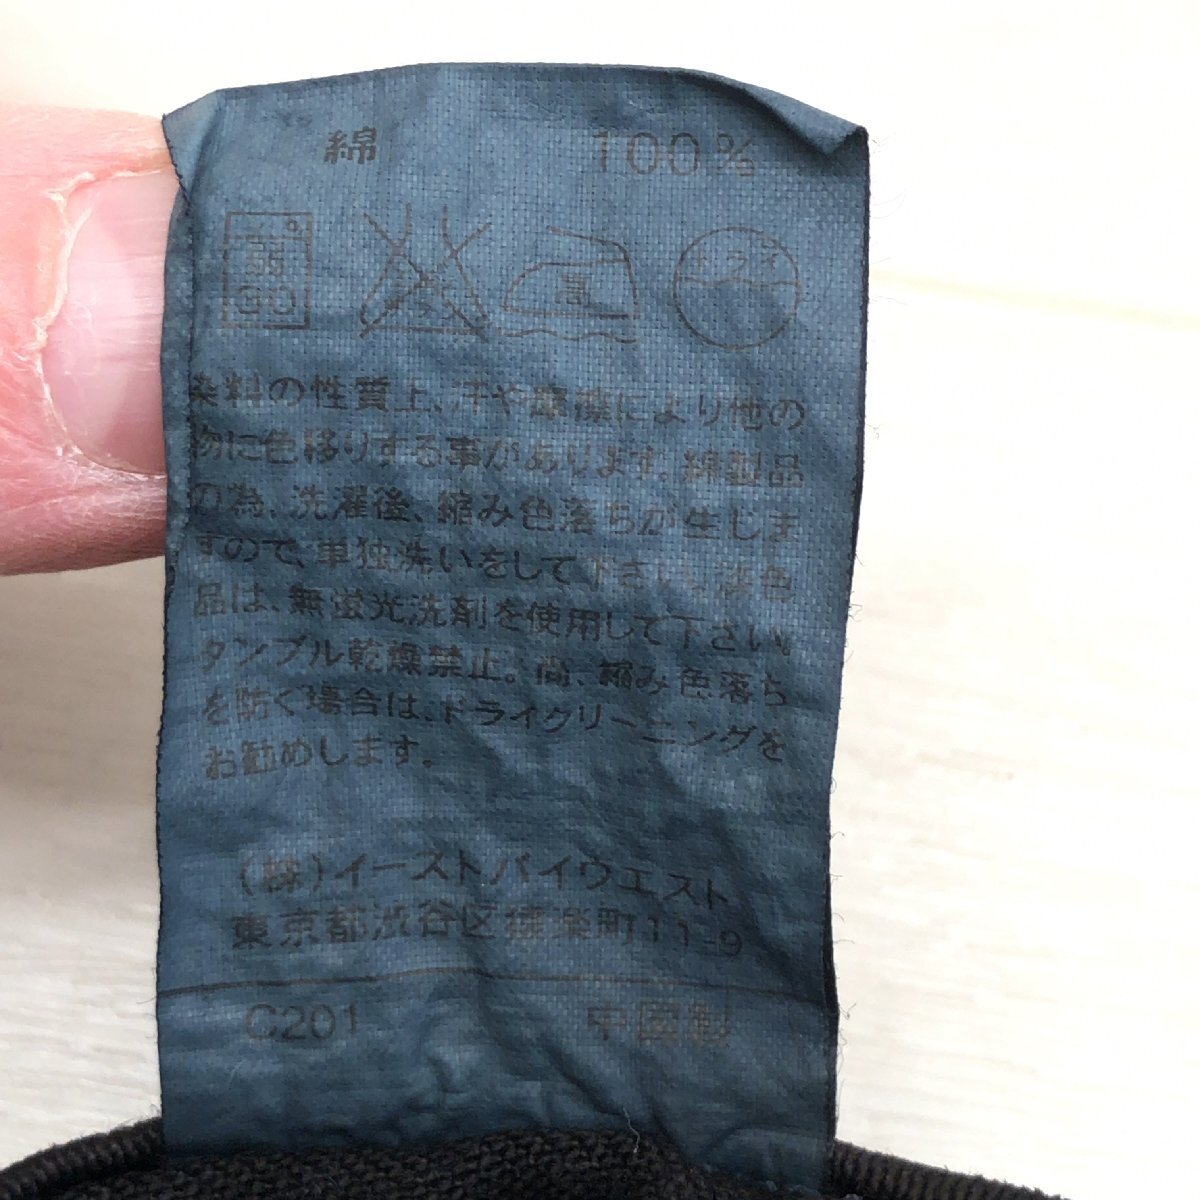 綿 100%
弱 30 高 ドライ
染料の性質上、汗や摩擦により他の
物に色移りする事があります。綿製品
の為、洗濯後、縮み色落ちが生じま
すので、単独洗いをして下さい。淡色
品は、無蛍光洗剤を使用して下さい。
タンブル乾燥禁止。尚、縮み色落ち
を防ぐ場合は、ドライクリーニングを
お勧めします。
(株)イーストバイウエスト
東京都渋谷区猿楽町11-9
C201 中国製